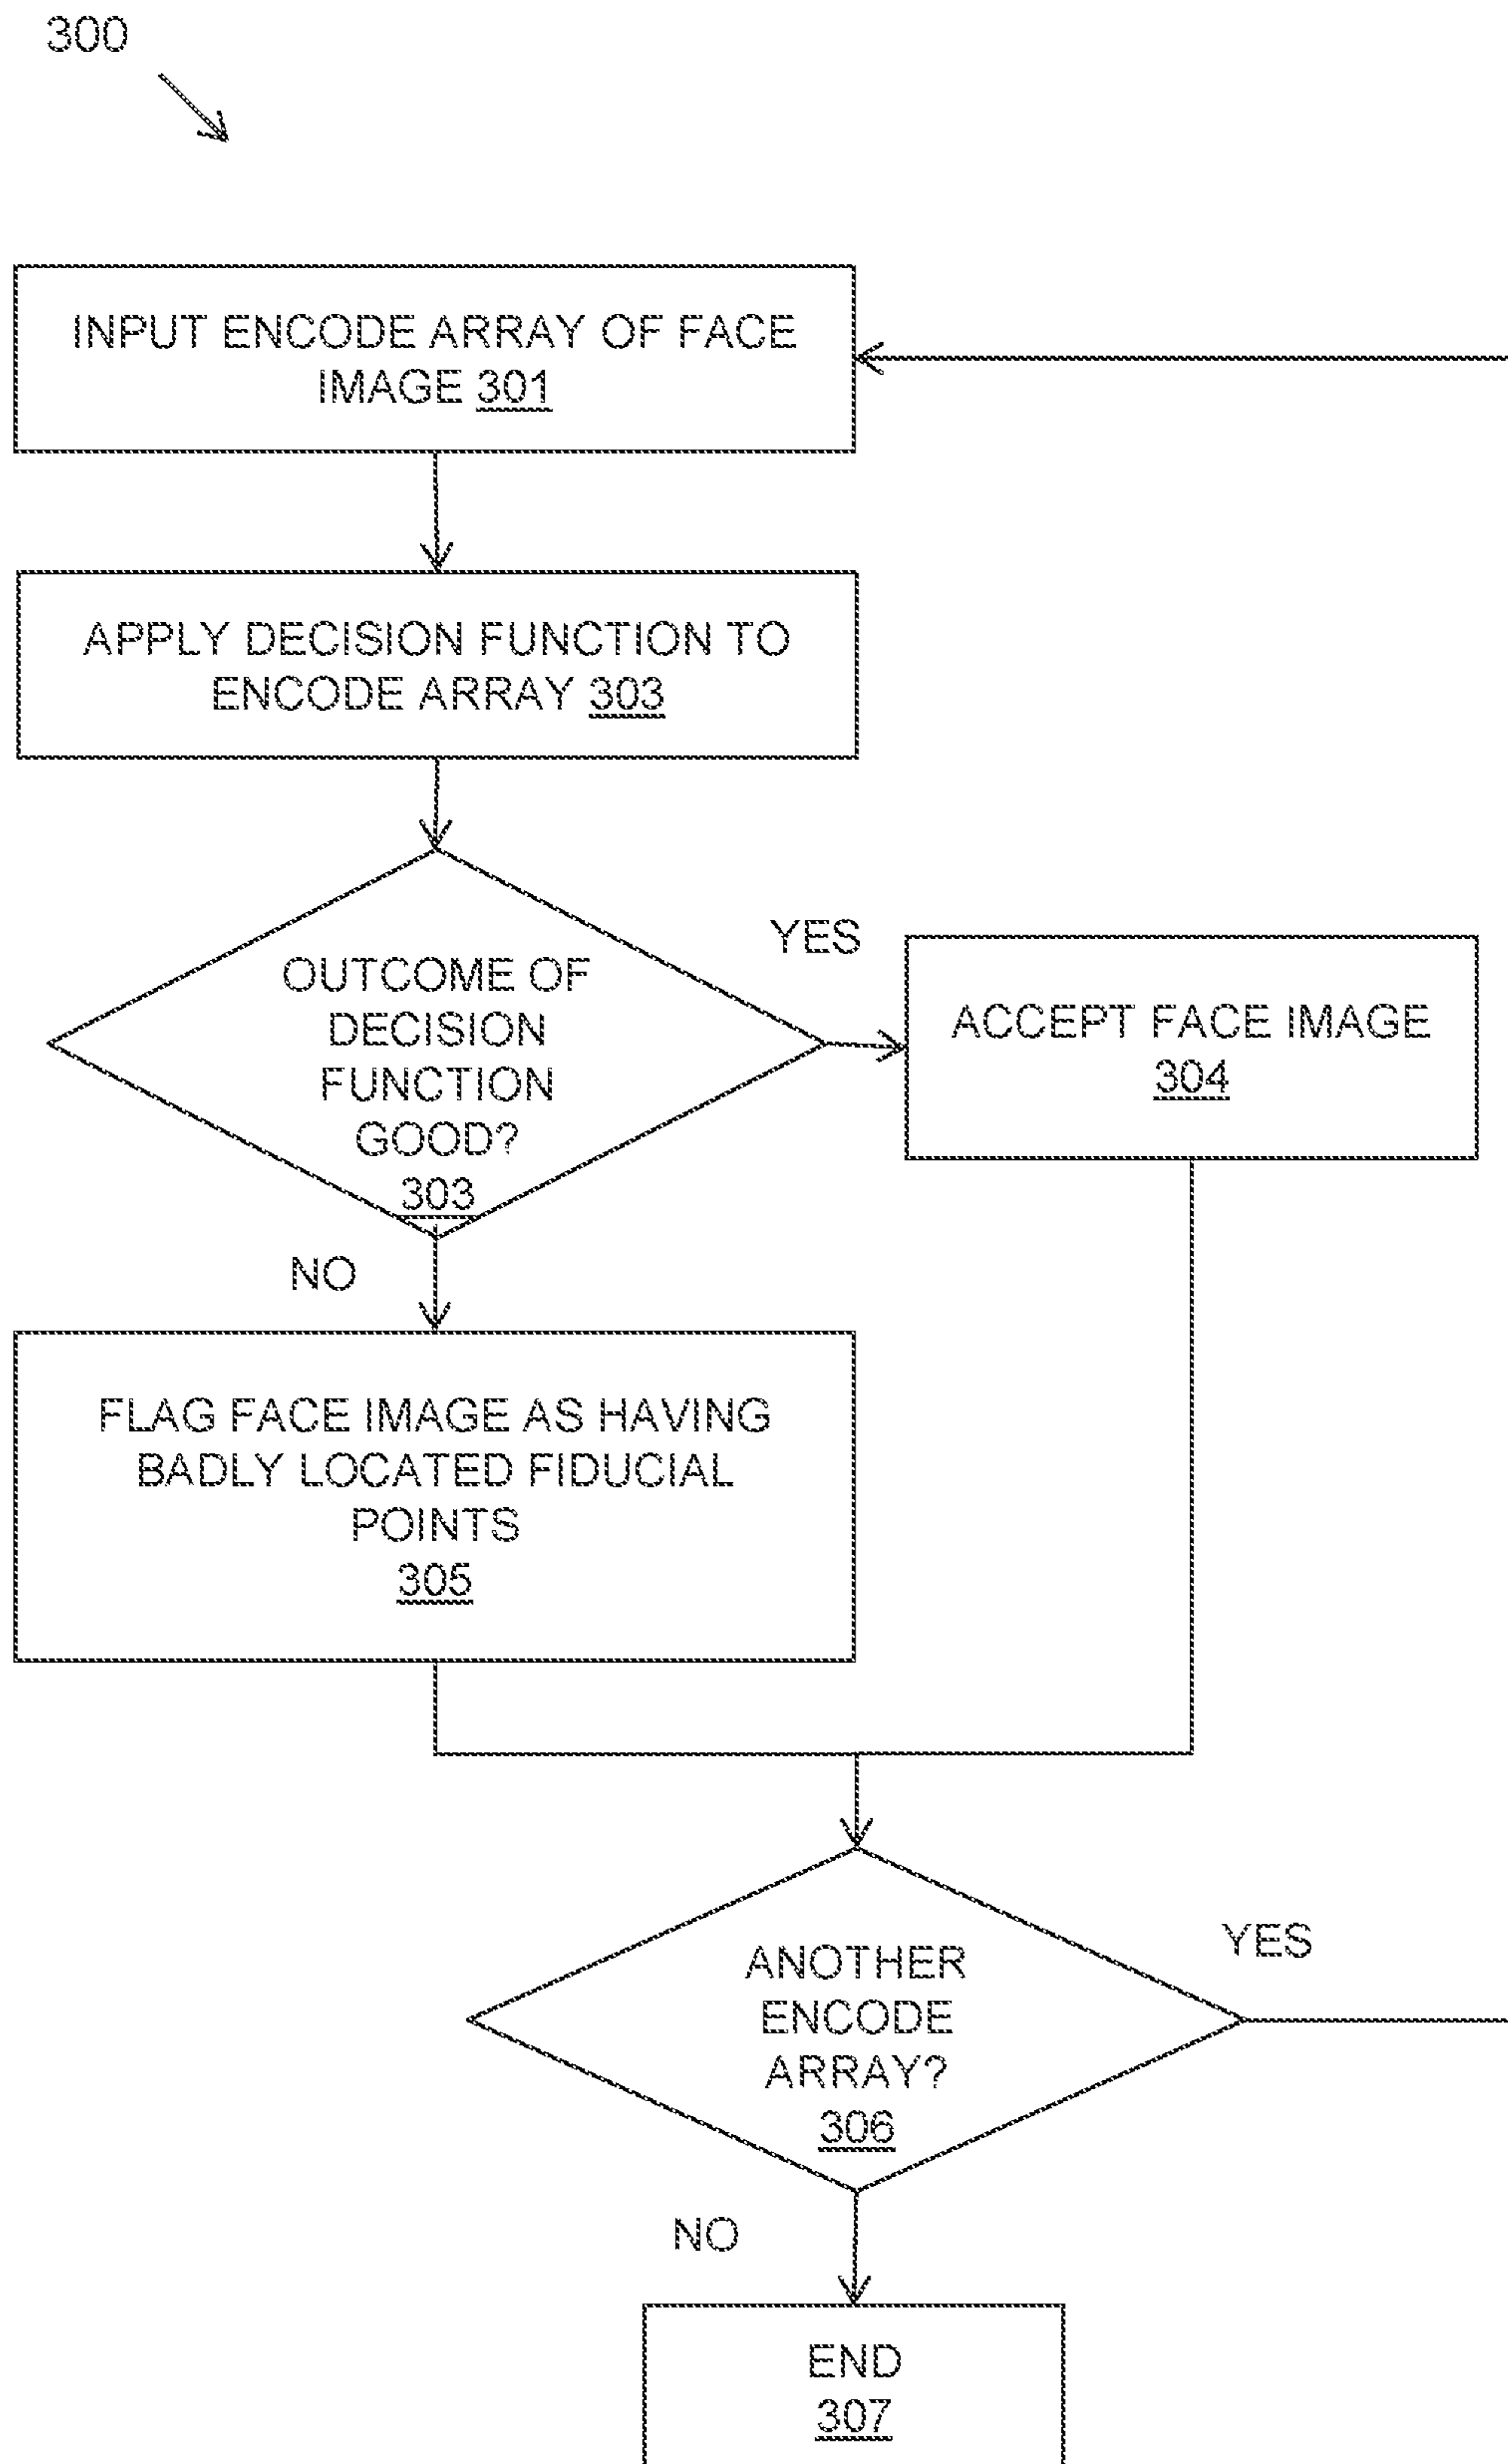 300
INPUT ENCODE ARRAY OF FACE
IMAGE 301
APPLY DECISION FUNCTION TO
ENCODE ARRAY 303
OUTCOME OF
DECISION
FUNCTION
GOOD?
303
YES
ACCEPT FACE IMAGE
304
NO
FLAG FACE IMAGE AS HAVING
BADLY LOCATED FIDUCIAL
POINTS
305
ANOTHER
ENCODE
ARRAY?
306
YES
NO
END
307